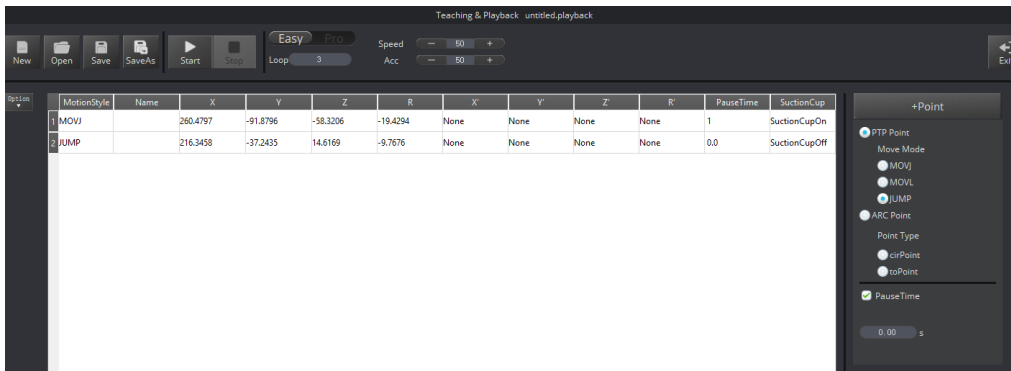 Teaching & Playback untitled.playback
New Open Save SaveAs Start Stop
Easy Pro
Loop 3
Speed − 50 +
Acc − 50 +
Exi
Option
MotionStyle Name X Y Z R X' Y' Z' R' PauseTime SuctionCup
1 MOVJ 260.4797 -91.8796 -58.3206 -19.4294 None None None None 1 SuctionCupOn
2 JUMP 216.3458 -37.2435 14.6169 -9.7676 None None None None 0.0 SuctionCupOff
+Point
PTP Point
Move Mode
MOVJ
MOVL
JUMP
ARC Point
Point Type
cirPoint
toPoint
PauseTime
0.00 s